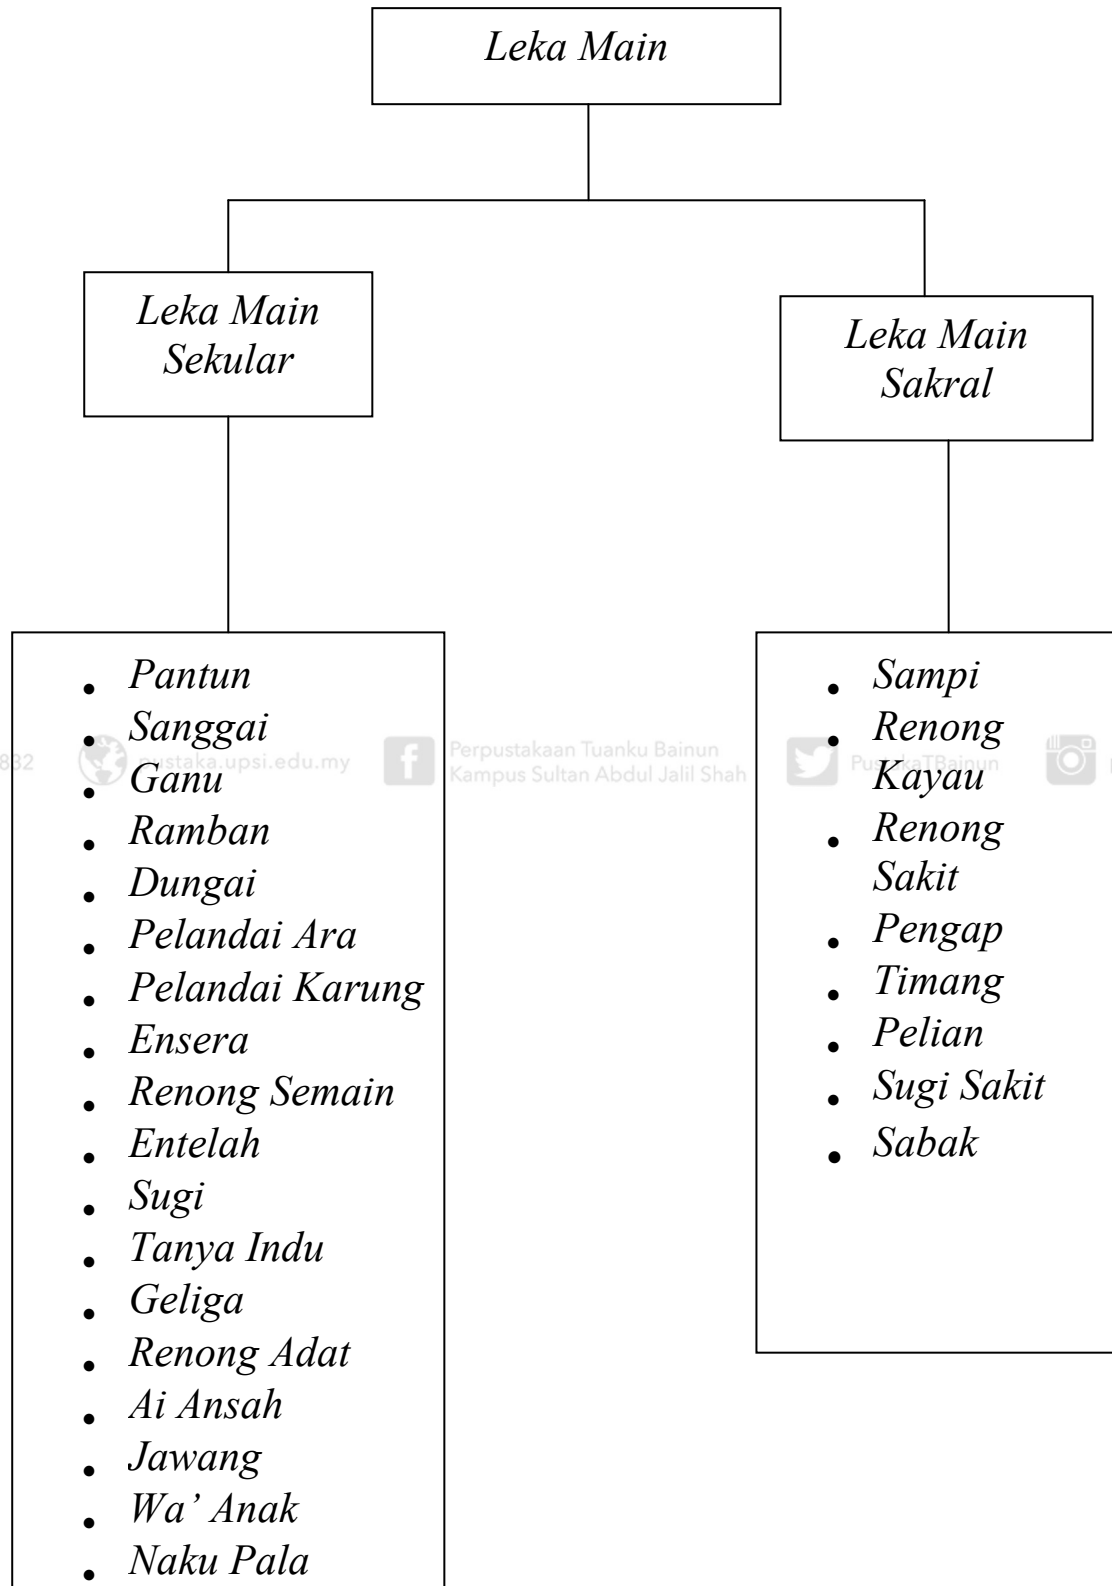 Leka Main
Leka Main
Sekular
Leka Main
Sakral
• Pantun
• Sanggai
• Ganu
• Ramban
• Dungai
• Pelandai Ara
• Pelandai Karung
• Ensera
• Renong Semain
• Entelah
• Sugi
• Tanya Indu
• Geliga
• Renong Adat
• Ai Ansah
• Jawang
• Wa’ Anak
• Naku Pala
• Sampi
• Renong
Kayau
• Renong
Sakit
• Pengap
• Timang
• Pelian
• Sugi Sakit
• Sabak
832
pustaka.upsi.edu.my
Perpustakaan Tuanku Bainun
Kampus Sultan Abdul Jalil Shah
PustakaTBainun